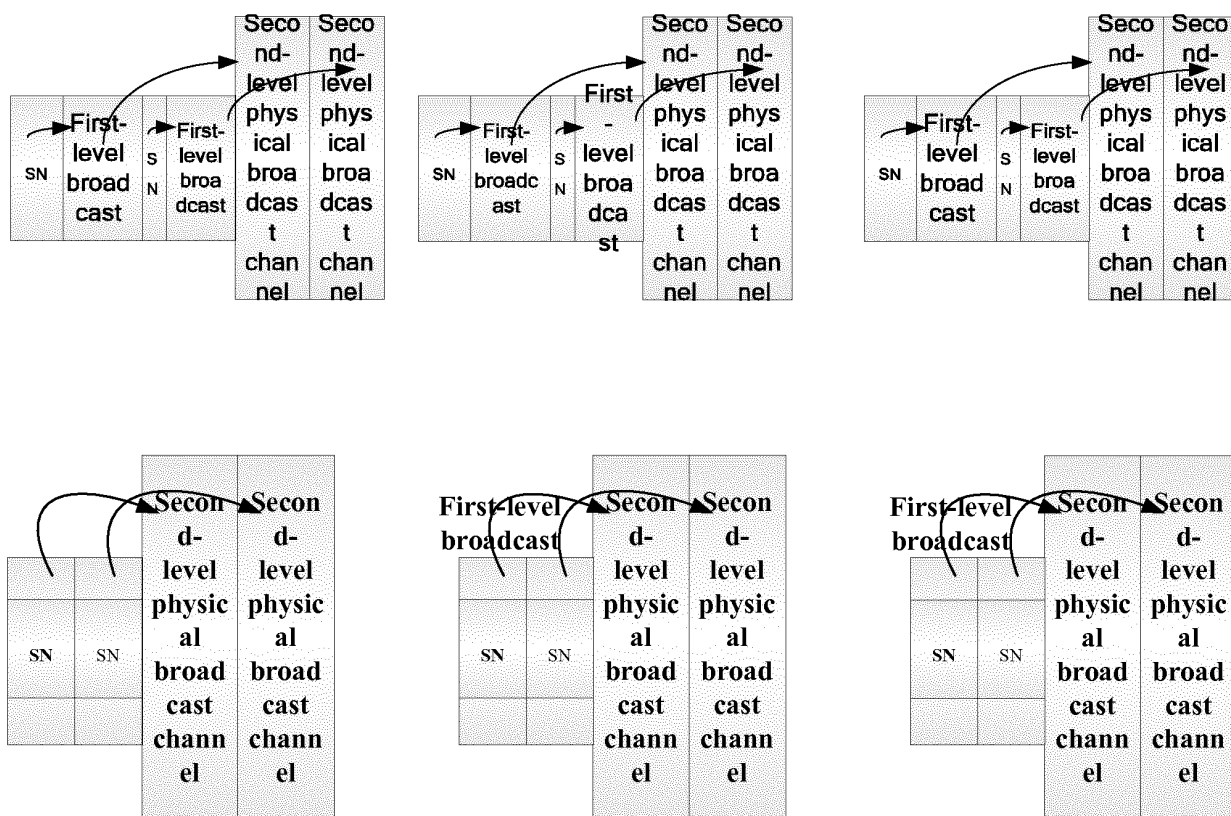 SN
First-
level
broad
cast
S
N
First-
level
broa
dcast
Seco
nd-
level
phys
ical
broa
dcas
t
chan
nel
Seco
nd-
level
phys
ical
broa
dcas
t
chan
nel
SN
First-
level
broadc
ast
S
N
First
-
level
broa
dca
st
Seco
nd-
level
phys
ical
broa
dcas
t
chan
nel
Seco
nd-
level
phys
ical
broa
dcas
t
chan
nel
SN
First-
level
broad
cast
S
N
First-
level
broa
dcast
Seco
nd-
level
phys
ical
broa
dcas
t
chan
nel
Seco
nd-
level
phys
ical
broa
dcas
t
chan
nel
SN
SN
Secon
d-
level
physic
al
broad
cast
chann
el
Secon
d-
level
physic
al
broad
cast
chann
el
First-level
broadcast
SN
SN
Secon
d-
level
physic
al
broad
cast
chann
el
Secon
d-
level
physic
al
broad
cast
chann
el
First-level
broadcast
SN
SN
Secon
d-
level
physic
al
broad
cast
chann
el
Secon
d-
level
physic
al
broad
cast
chann
el